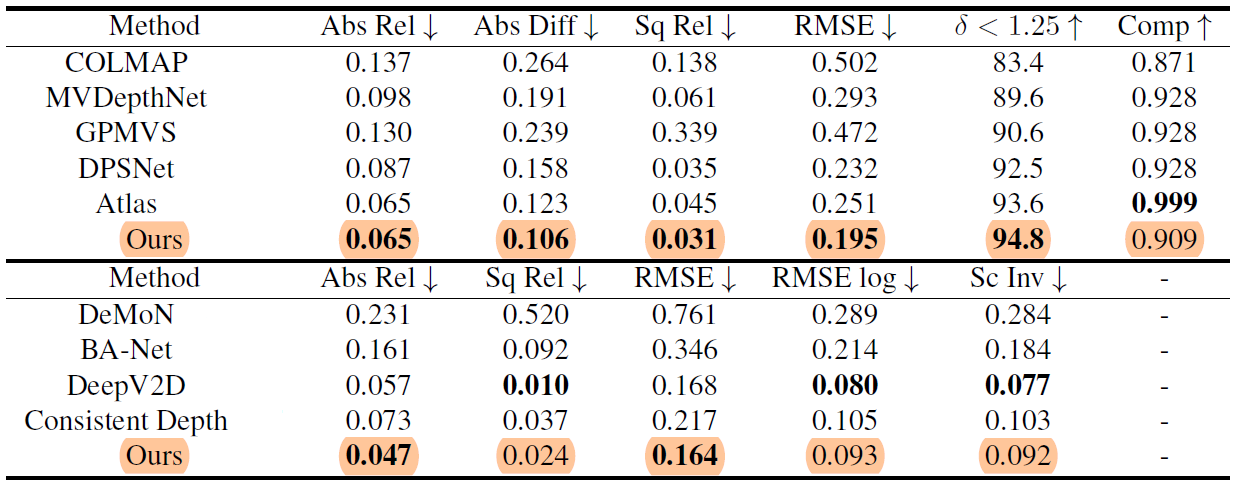 Method Abs Rel ↓ Abs Diff ↓ Sq Rel ↓ RMSE ↓ δ < 1.25 ↑ Comp ↑
COLMAP 0.137 0.264 0.138 0.502 83.4 0.871
MVDepthNet 0.098 0.191 0.061 0.293 89.6 0.928
GPMVS 0.130 0.239 0.339 0.472 90.6 0.928
DPSNet 0.087 0.158 0.035 0.232 92.5 0.928
Atlas 0.065 0.123 0.045 0.251 93.6 0.999
Ours 0.065 0.106 0.031 0.195 94.8 0.909
Method Abs Rel ↓ Sq Rel ↓ RMSE ↓ RMSE log ↓ Sc Inv ↓ -
DeMoN 0.231 0.520 0.761 0.289 0.284 -
BA-Net 0.161 0.092 0.346 0.214 0.184 -
DeepV2D 0.057 0.010 0.168 0.080 0.077 -
Consistent Depth 0.073 0.037 0.217 0.105 0.103 -
Ours 0.047 0.024 0.164 0.093 0.092 -